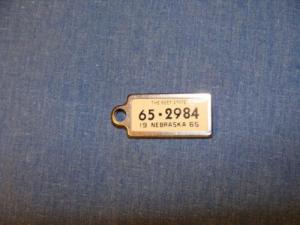 THE BEEF STATE
65•2984
19 NEBRASKA 65